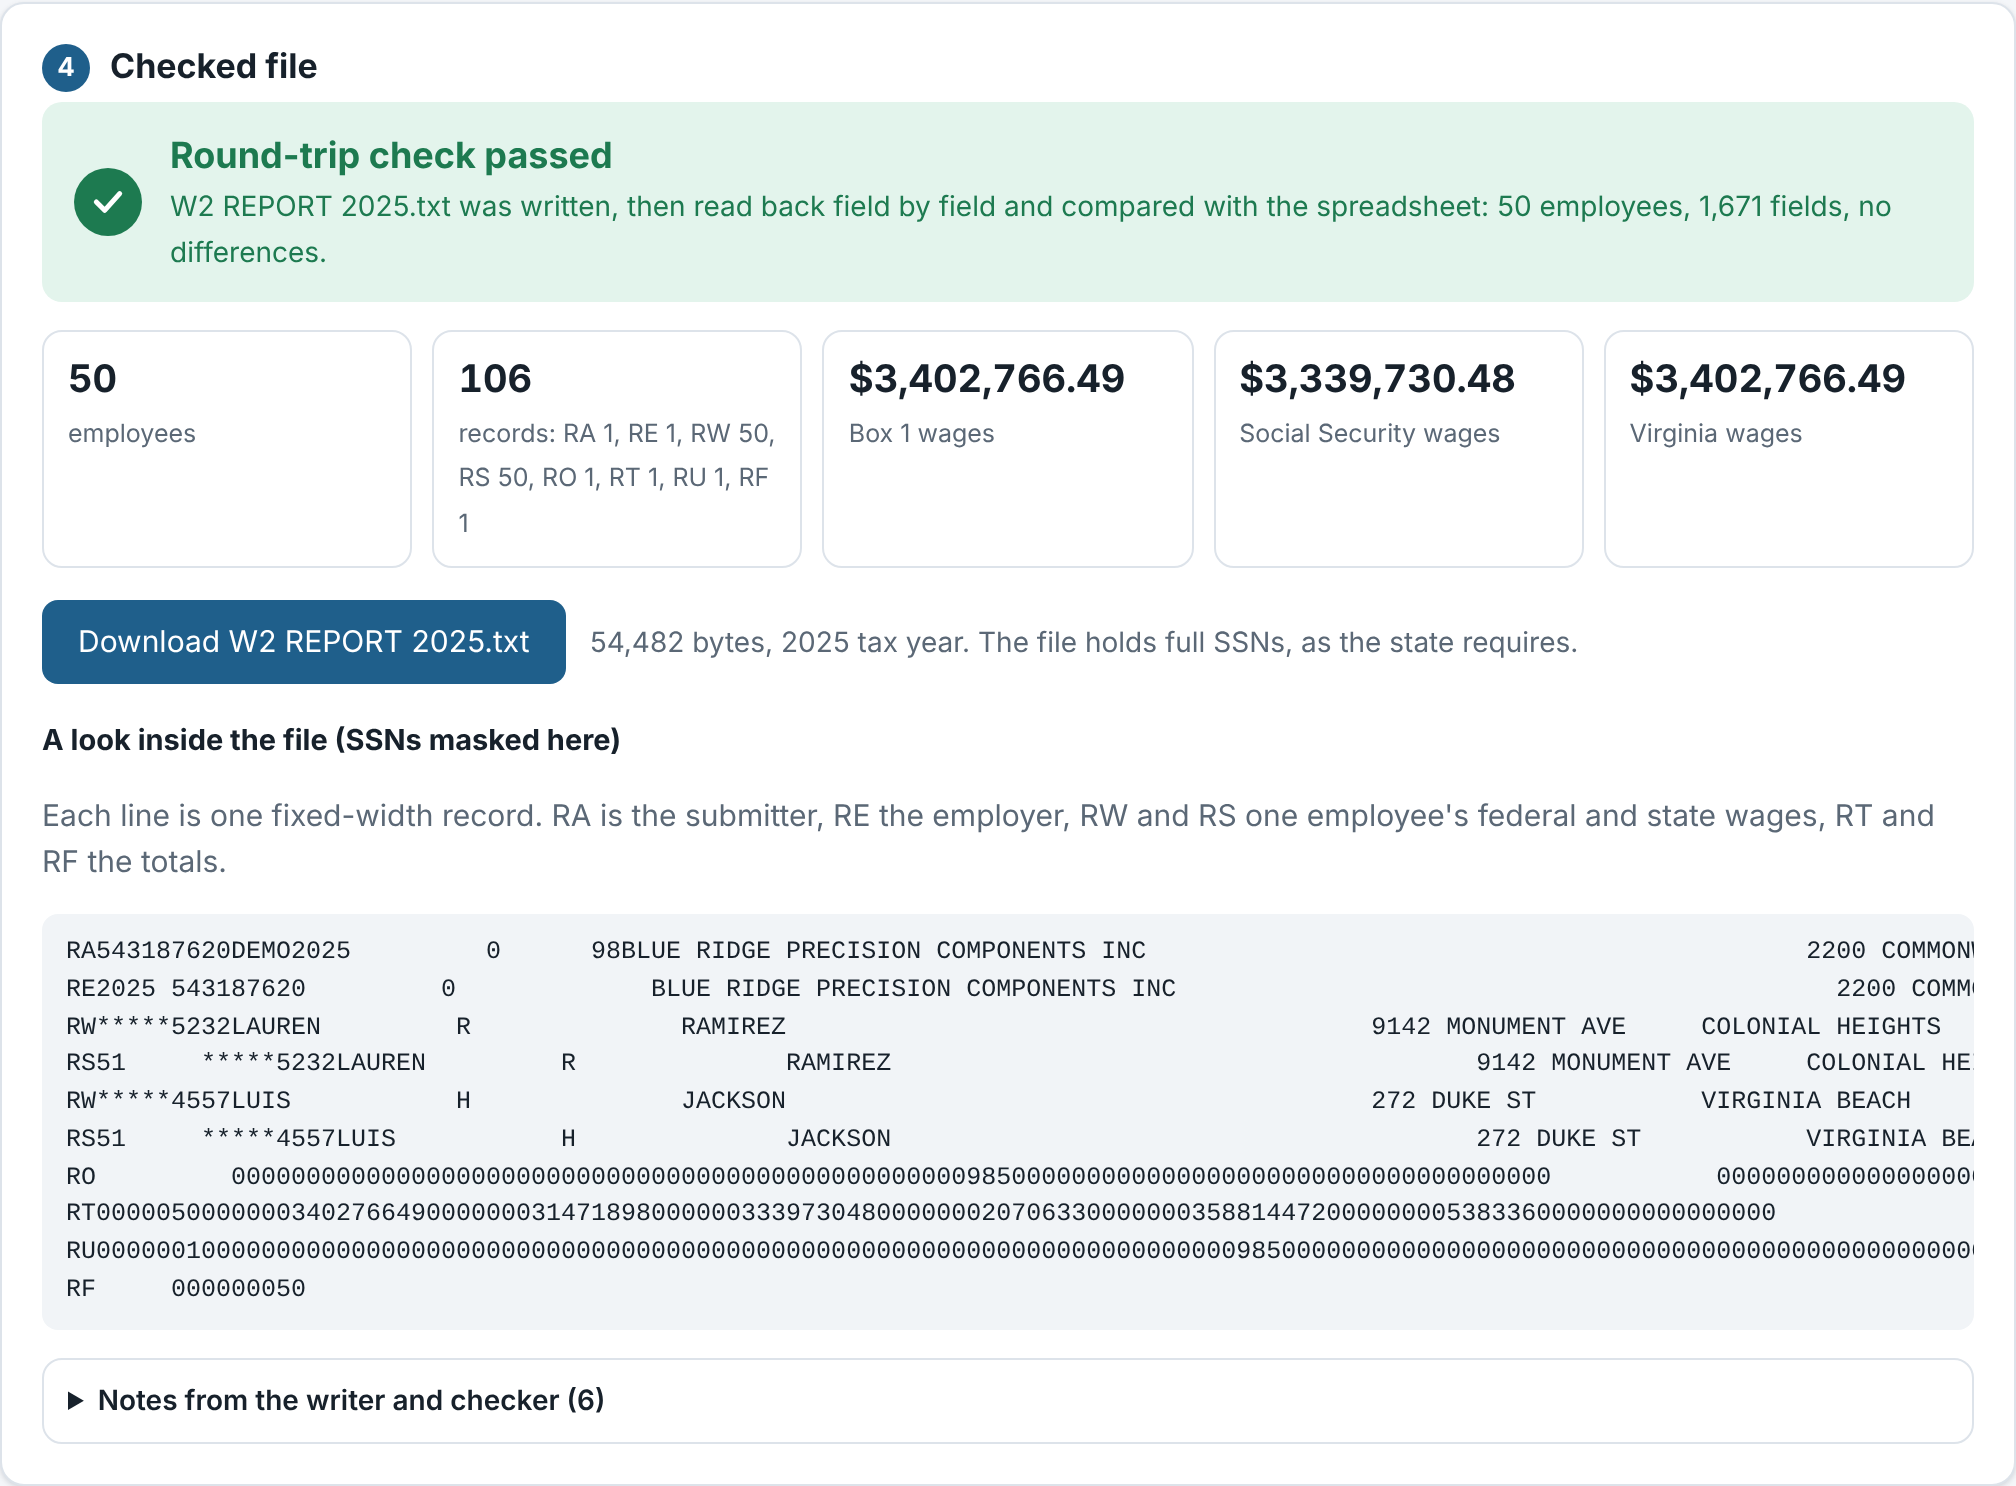 4 Checked file
Round-trip check passed
W2 REPORT 2025.txt was written, then read back field by field and compared with the spreadsheet: 50 employees, 1,671 fields, no
differences.
50
employees
106
records: RA 1, RE 1, RW 50,
RS 50, RO 1, RT 1, RU 1, RF
1
$3,402,766.49
Box 1 wages
$3,339,730.48
Social Security wages
$3,402,766.49
Virginia wages
Download W2 REPORT 2025.txt
54,482 bytes, 2025 tax year. The file holds full SSNs, as the state requires.
A look inside the file (SSNs masked here)
Each line is one fixed-width record. RA is the submitter, RE the employer, RW and RS one employee's federal and state wages, RT and
RF the totals.
RA543187620DEMO2025         0      98BLUE RIDGE PRECISION COMPONENTS INC                                            2200 COMMON
RE2025 543187620         0             BLUE RIDGE PRECISION COMPONENTS INC                                            2200 COMM
RW*****5232LAUREN         R              RAMIREZ                                       9142 MONUMENT AVE     COLONIAL HEIGHTS
RS51     *****5232LAUREN         R              RAMIREZ                                       9142 MONUMENT AVE     COLONIAL HE
RW*****4557LUIS           H              JACKSON                                       272 DUKE ST           VIRGINIA BEACH
RS51     *****4557LUIS           H              JACKSON                                       272 DUKE ST           VIRGINIA BE
RO
RF     000000050
Notes from the writer and checker (6)